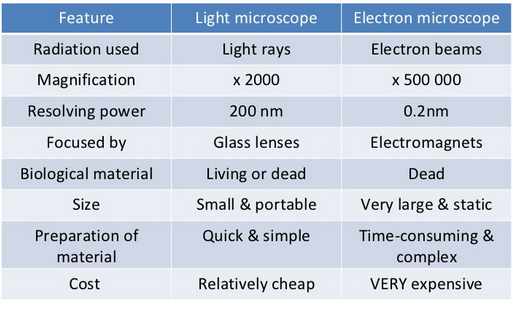 Feature Light microscope Electron microscope
Radiation used Light rays Electron beams
Magnification x 2000 x 500 000
Resolving power 200 nm 0.2nm
Focused by Glass lenses Electromagnets
Biological material Living or dead Dead
Size Small & portable Very large & static
Preparation of Quick & simple Time-consuming &
material complex
Cost Relatively cheap VERY expensive